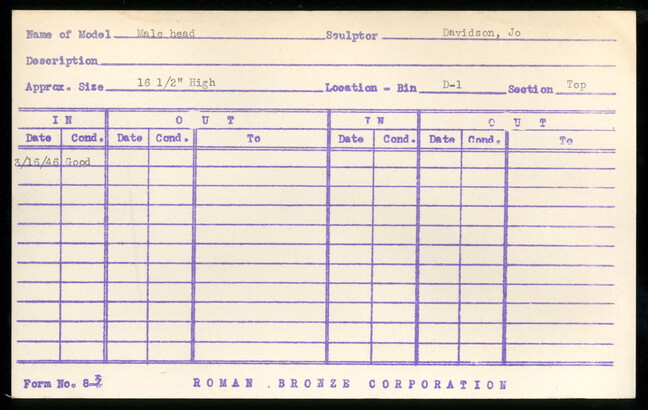 Name of Model Male head Sculptor Davidson, Jo
Description
Approx. Size 16 1/2" High Location - Bin D-1 Section Top
IN OUT IN OUT
Date Cond. Date Cond. To Date Cond. Date Cond. To
3/16/46 Good
Form No. 8
ROMAN BRONZE CORPORATION